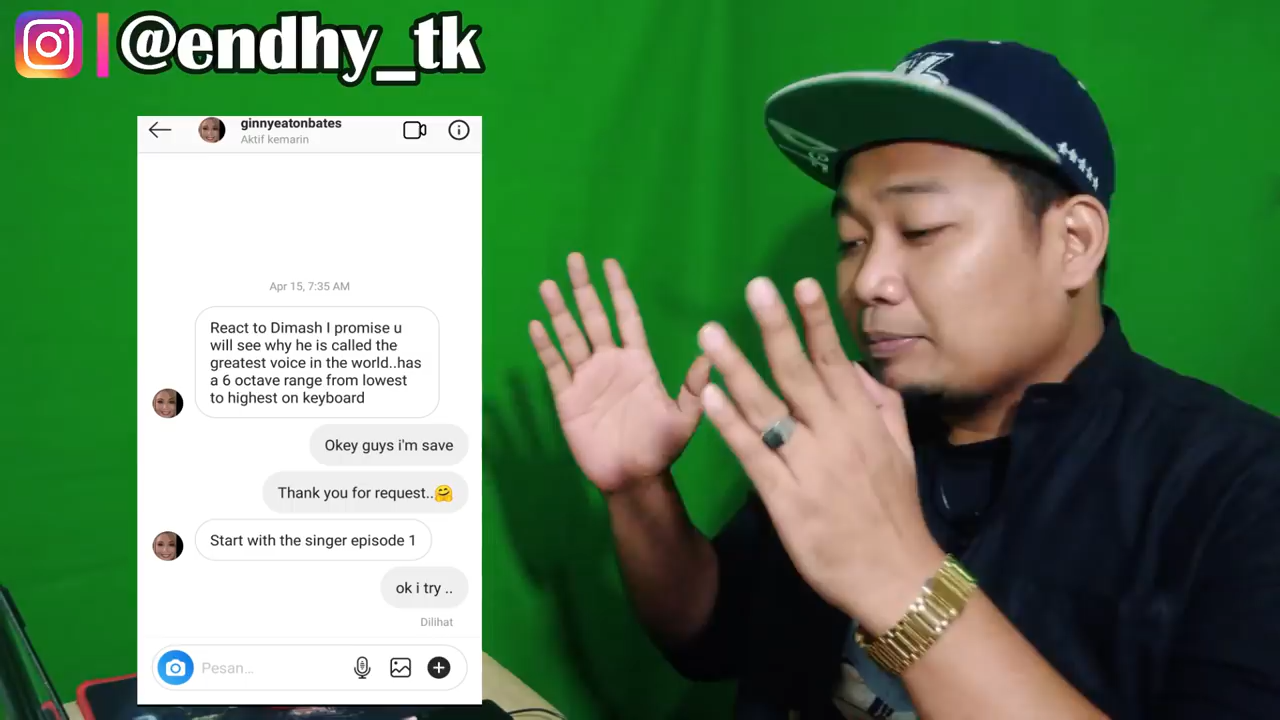 @endhy_tk
ginnyeatonbates
Aktif kemarin
Apr 15, 7:35 AM
React to Dimash I promise u
will see why he is called the
greatest voice in the world..has
a 6 octave range from lowest
to highest on keyboard
Okey guys i'm save
Thank you for request..🤗
Start with the singer episode 1
ok i try ..
Dilihat
Pesan...